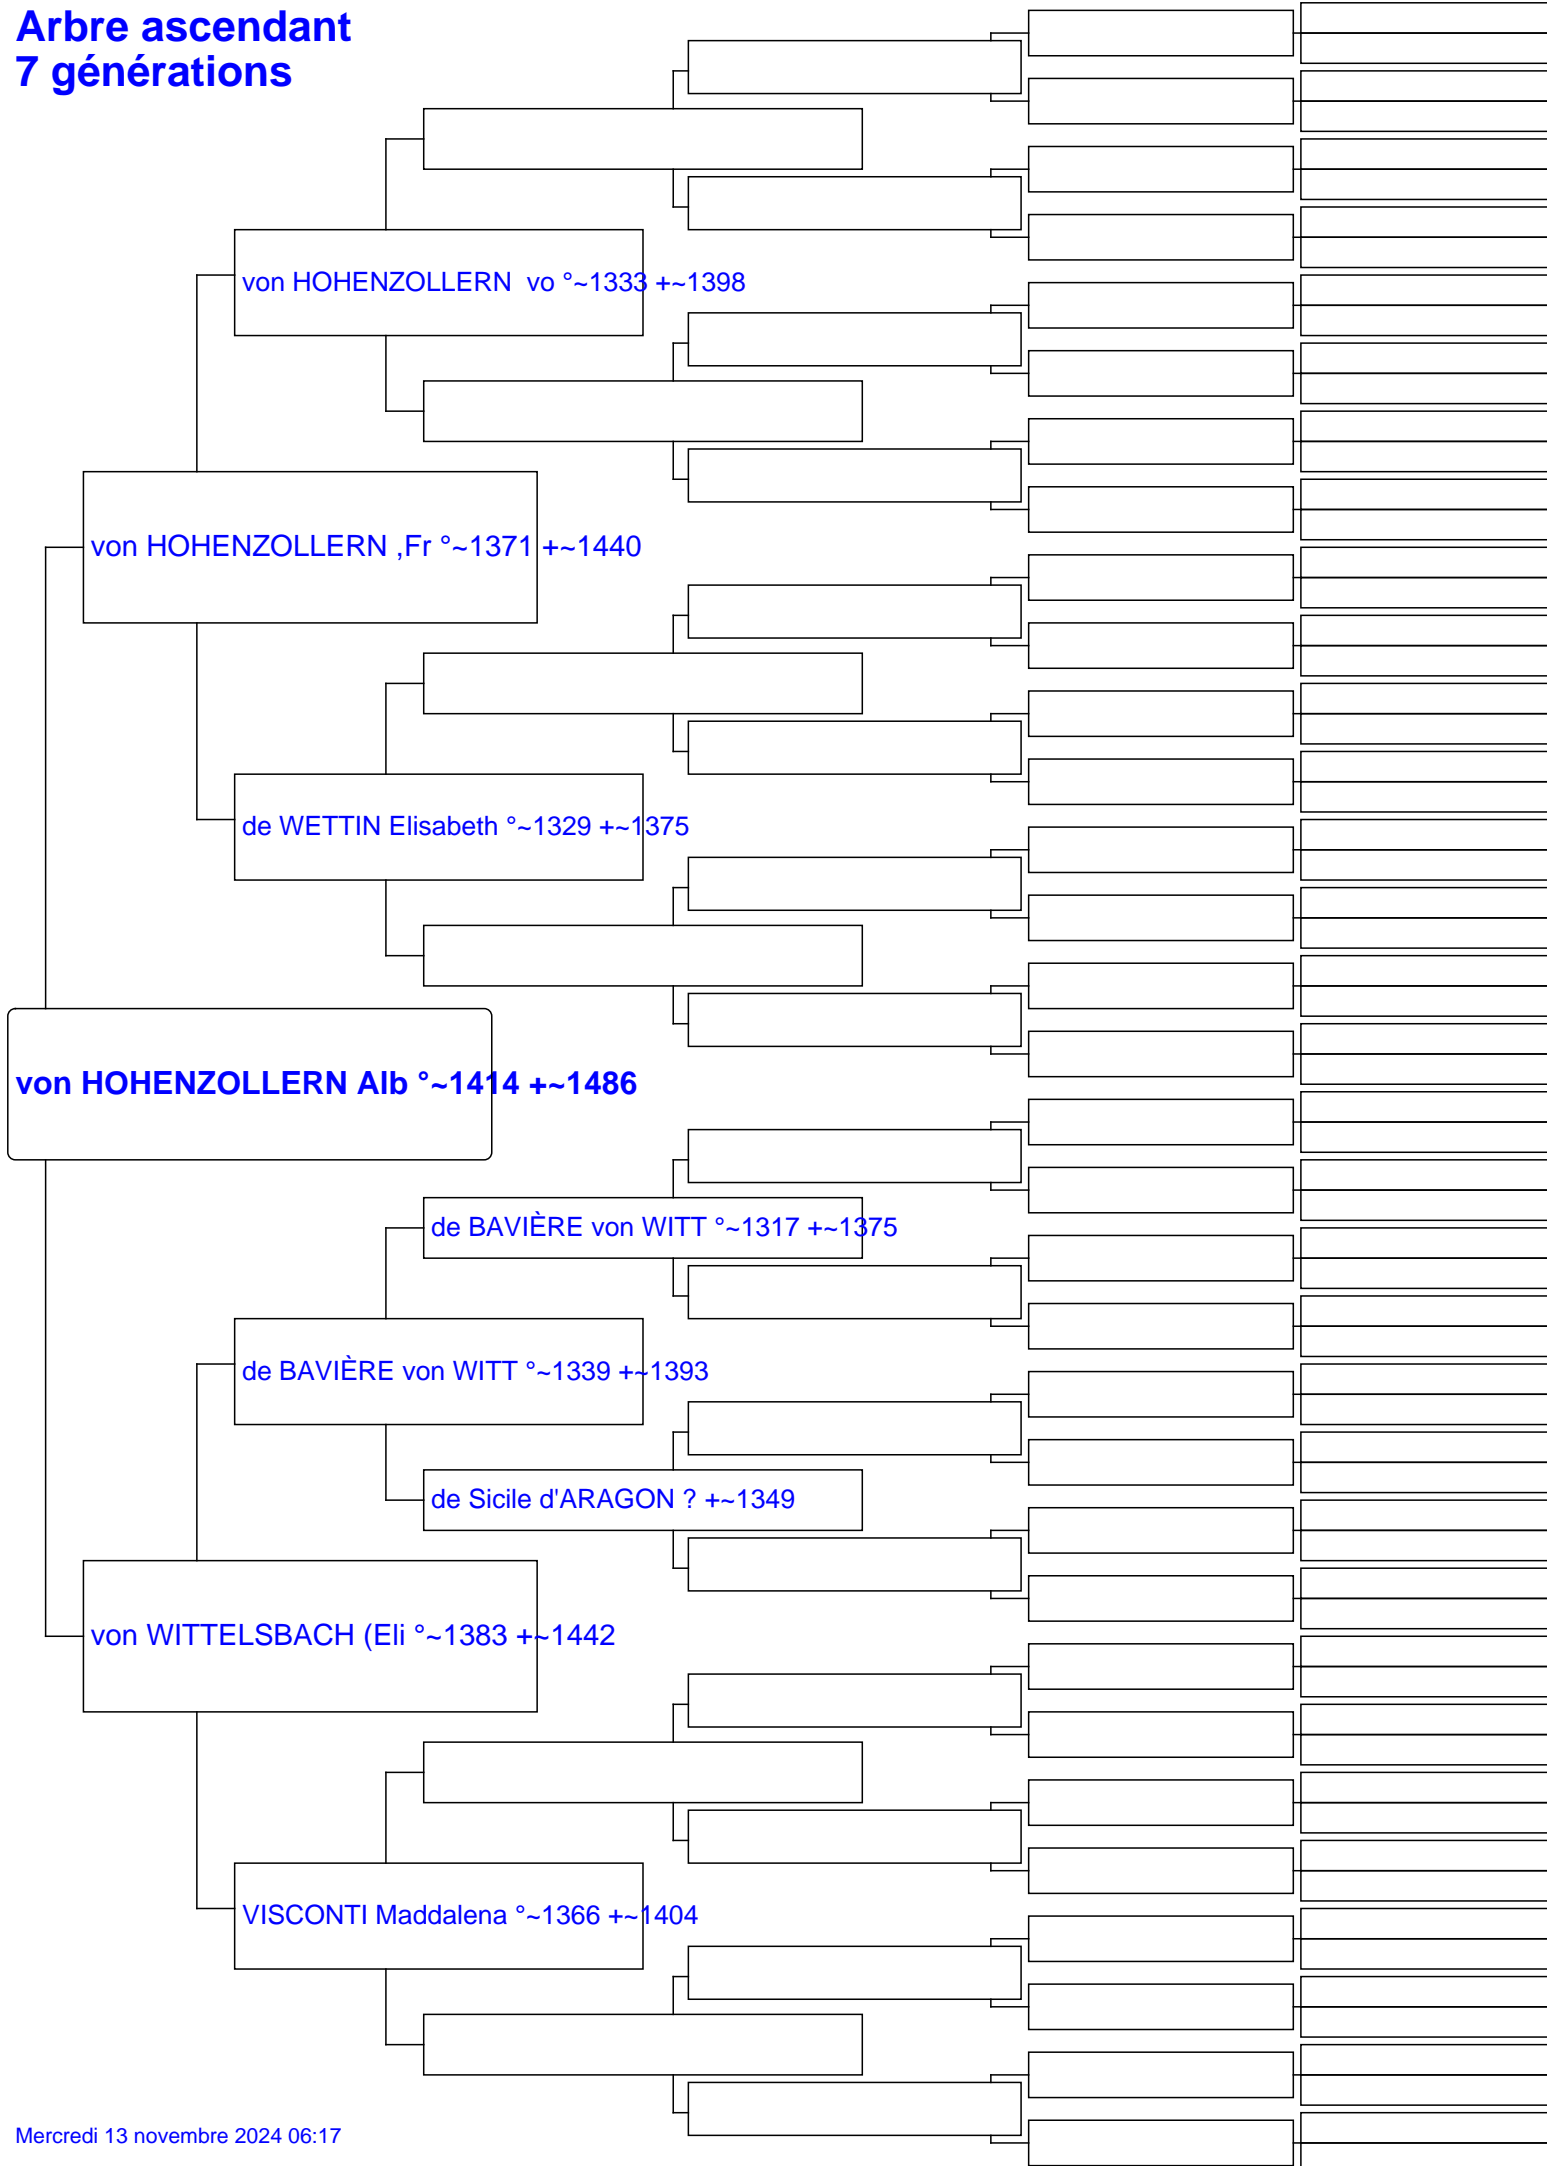 Arbre ascendant
7 générations
von HOHENZOLLERN  vo °~1333 +~1398
von HOHENZOLLERN ,Fr °~1371 +~1440
de WETTIN Elisabeth °~1329 +~1375
von HOHENZOLLERN Alb °~1414 +~1486
de BAVIÈRE von WITT °~1317 +~1375
de BAVIÈRE von WITT °~1339 +~1393
de Sicile d'ARAGON ? +~1349
von WITTELSBACH (Eli °~1383 +~1442
VISCONTI Maddalena °~1366 +~1404
Mercredi 13 novembre 2024 06:17